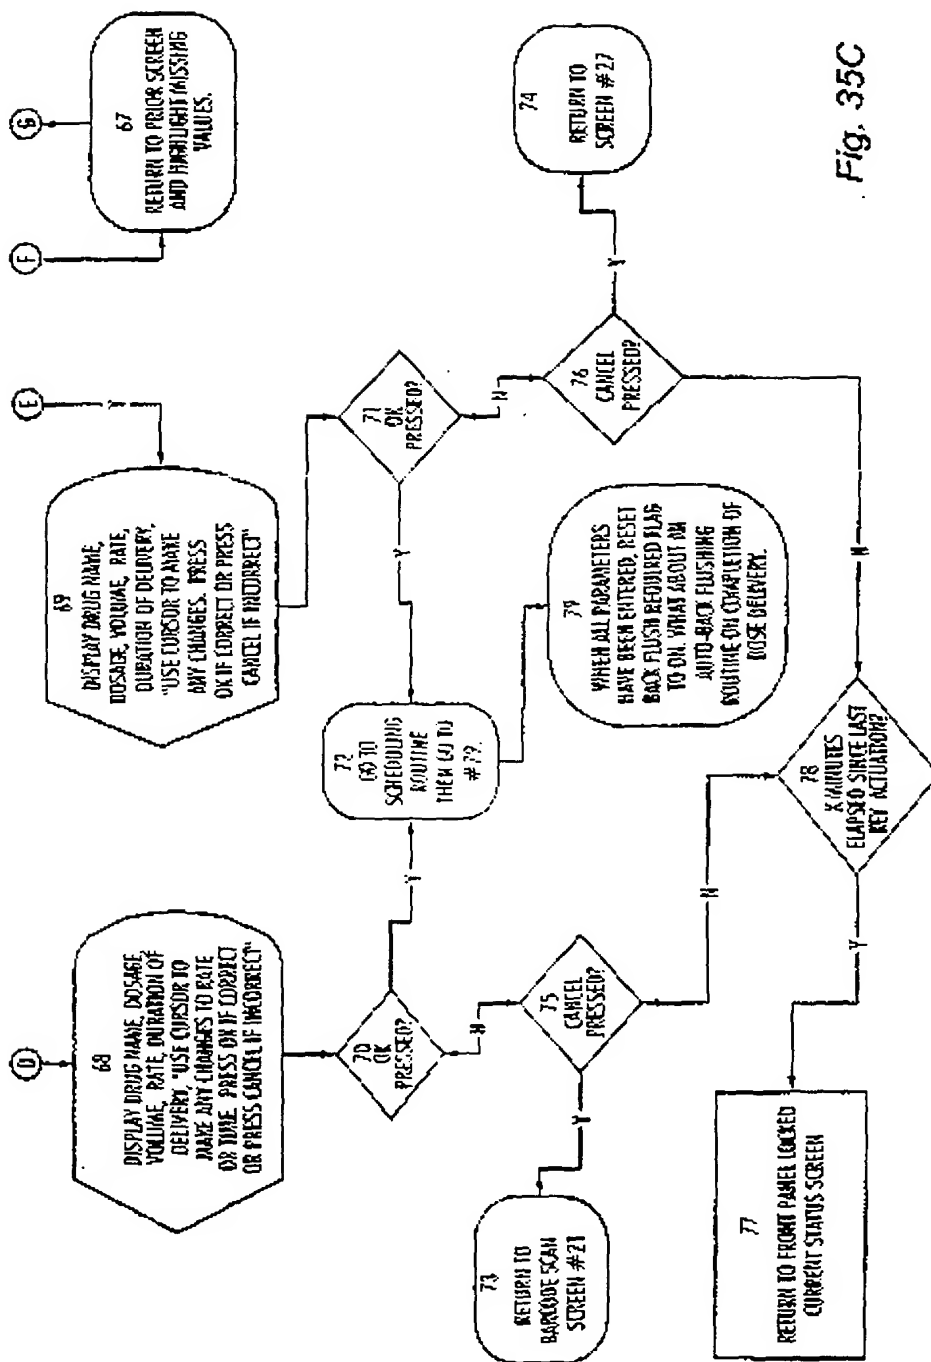 D
68
DISPLAY DRUG NAME, DOSAGE,
VOLUME, RATE, DURATION OF
DELIVERY, "USE CURSOR TO
MAKE ANY CHANGES TO RATE
OR TIME. PRESS OK IF CORRECT
OR PRESS CANCEL IF INCORRECT"
E
Y
69
DISPLAY DRUG NAME,
DOSAGE, VOLUME, RATE,
DURATION OF DELIVERY,
"USE CURSOR TO MAKE
ANY CHANGES. PRESS
OK IF CORRECT OR PRESS
CANCEL IF INCORRECT"
F
G
67
RETURN TO PRIOR SCREEN
AND HIGHLIGHT MISSING
VALUES.
70
OK
PRESSED?
Y
N
72
GO TO
SCHEDULING
ROUTINE
THEN GO TO
#79.
71
OK
PRESSED?
Y
N
73
RETURN TO
BARCODE SCAN
SCREEN #21
Y
75
CANCEL
PRESSED?
N
79
WHEN ALL PARAMETERS
HAVE BEEN ENTERED, RESET
BACK FLUSH REQUIRED FLAG
TO ON. WHAT ABOUT AN
AUTO-BACK FLUSHING
ROUTINE ON COMPLETION OF
DOSE DELIVERY.
76
CANCEL
PRESSED?
Y
N
74
RETURN TO
SCREEN #27
77
RETURN TO FRONT PANEL LOCKED
CURRENT STATUS SCREEN
Y
78
X MINUTES
ELAPSED SINCE LAST
KEY ACTUATION?
Fig. 35C